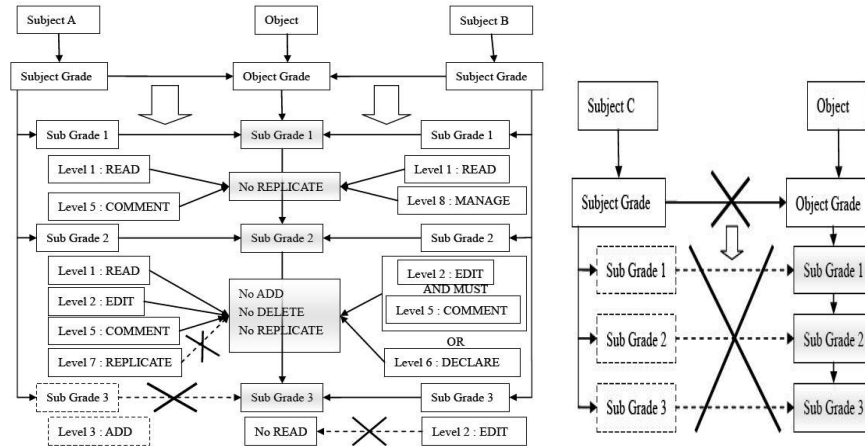 Subject A
Object
Subject B
Subject Grade
Object Grade
Subject Grade
Sub Grade 1
Sub Grade 1
Sub Grade 1
Level 1 : READ
Level 5 : COMMENT
No REPLICATE
Level 1 : READ
Level 8 : MANAGE
Sub Grade 2
Sub Grade 2
Sub Grade 2
Level 1 : READ
Level 2 : EDIT
Level 5 : COMMENT
Level 7 : REPLICATE
No ADD
No DELETE
No REPLICATE
Level 2 : EDIT
AND MUST
Level 5 : COMMENT
OR
Level 6 : DECLARE
Sub Grade 3
Sub Grade 3
Sub Grade 3
Level 3 : ADD
No READ
Level 2 : EDIT
Subject C
Object
Subject Grade
Object Grade
Sub Grade 1
Sub Grade 1
Sub Grade 2
Sub Grade 2
Sub Grade 3
Sub Grade 3